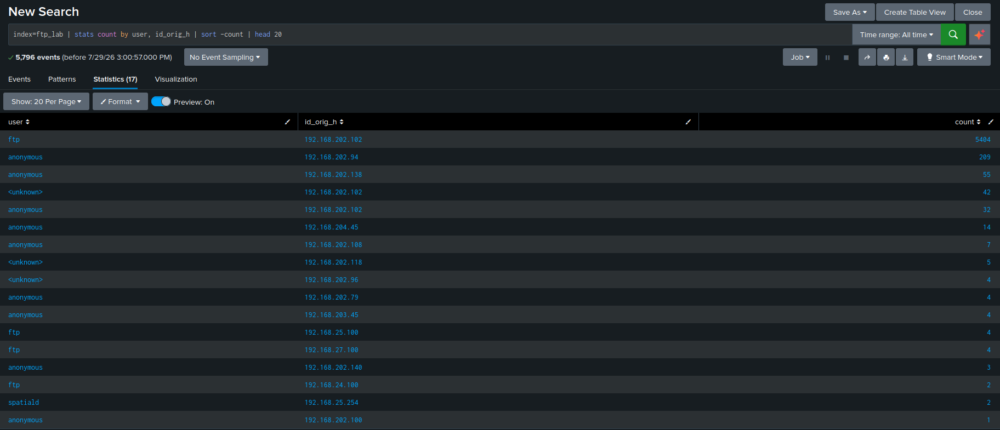 New Search
Save As
Create Table View
Close
index=ftp_lab | stats count by user, id_orig_h | sort -count | head 20
Time range: All time
5,796 events (before 7/29/26 3:00:57.000 PM)
No Event Sampling
Job
Smart Mode
Events
Patterns
Statistics (17)
Visualization
Show: 20 Per Page
Format
Preview: On
user id_orig_h count
ftp 192.168.202.102 5404
anonymous 192.168.202.94 209
anonymous 192.168.202.138 55
<unknown> 192.168.202.102 42
anonymous 192.168.202.102 32
anonymous 192.168.204.45 14
anonymous 192.168.202.108 7
<unknown> 192.168.202.118 5
<unknown> 192.168.202.96 4
anonymous 192.168.202.79 4
anonymous 192.168.203.45 4
ftp 192.168.25.100 4
ftp 192.168.27.100 4
anonymous 192.168.202.140 3
ftp 192.168.24.100 2
spatiald 192.168.25.254 2
anonymous 192.168.202.100 1